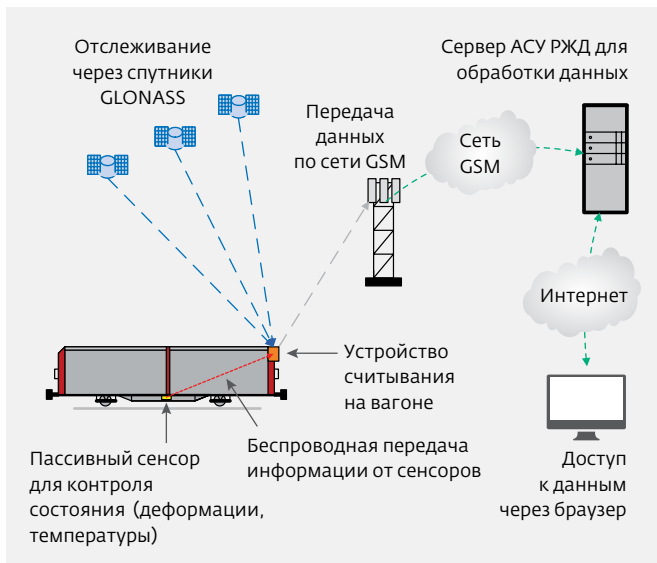 Отслеживание
через спутники
GLONASS
Передача
данных
по сети GSM
Сеть
GSM
Сервер АСУ РЖД для
обработки данных
Интернет
Устройство
считывания
на вагоне
Беспроводная передача
информации от сенсоров
Пассивный сенсор
для контроля
состояния (деформации,
температуры)
Доступ
к данным
через браузер